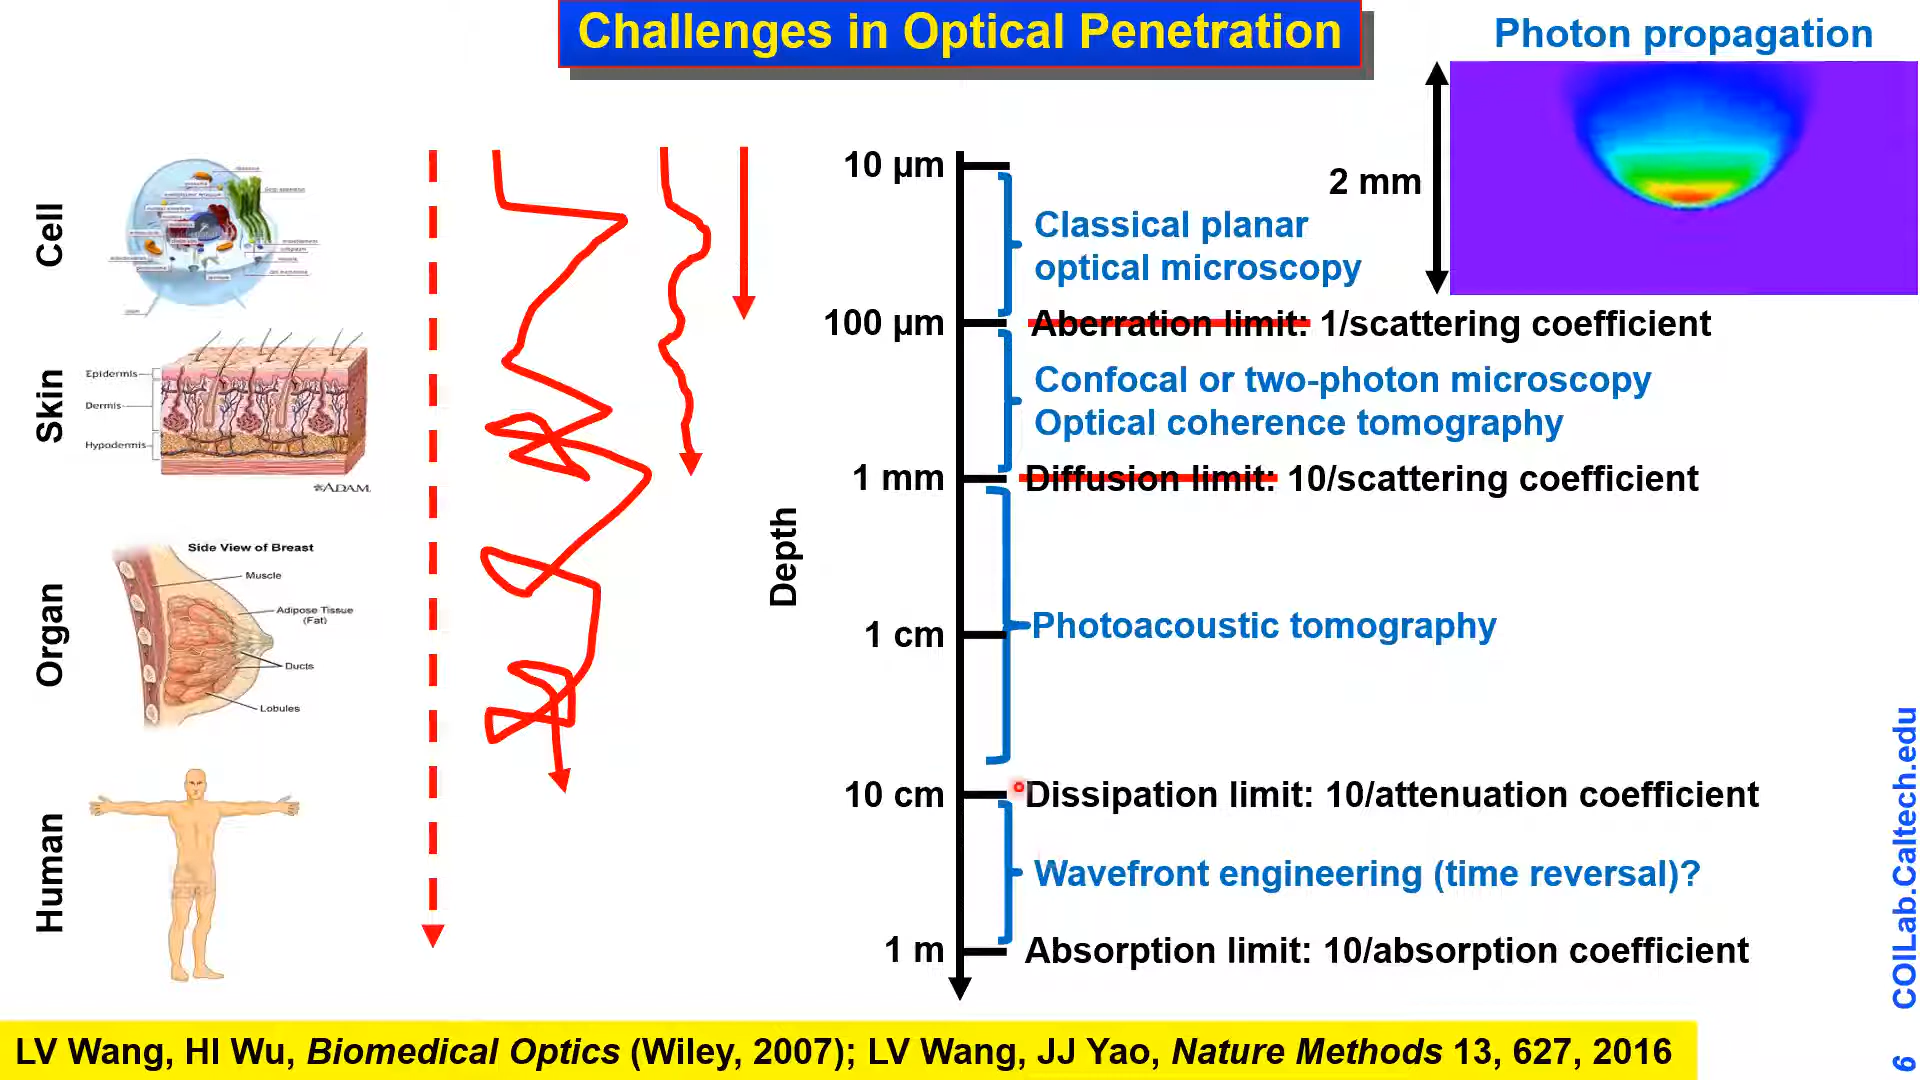 Challenges in Optical Penetration
Photon propagation
2 mm
Cell
Skin
Epidermis
Dermis
Hypodermis
ADAM.
Organ
Side View of Breast
Muscle
Adipose Tissue
(Fat)
Ducts
Lobules
Human
Depth
10 µm
Classical planar
optical microscopy
100 µm
Aberration limit: 1/scattering coefficient
Confocal or two-photon microscopy
Optical coherence tomography
1 mm
Diffusion limit: 10/scattering coefficient
1 cm
Photoacoustic tomography
10 cm
Dissipation limit: 10/attenuation coefficient
Wavefront engineering (time reversal)?
1 m
Absorption limit: 10/absorption coefficient
COILab.Caltech.edu
6
LV Wang, HI Wu, Biomedical Optics (Wiley, 2007); LV Wang, JJ Yao, Nature Methods 13, 627, 2016